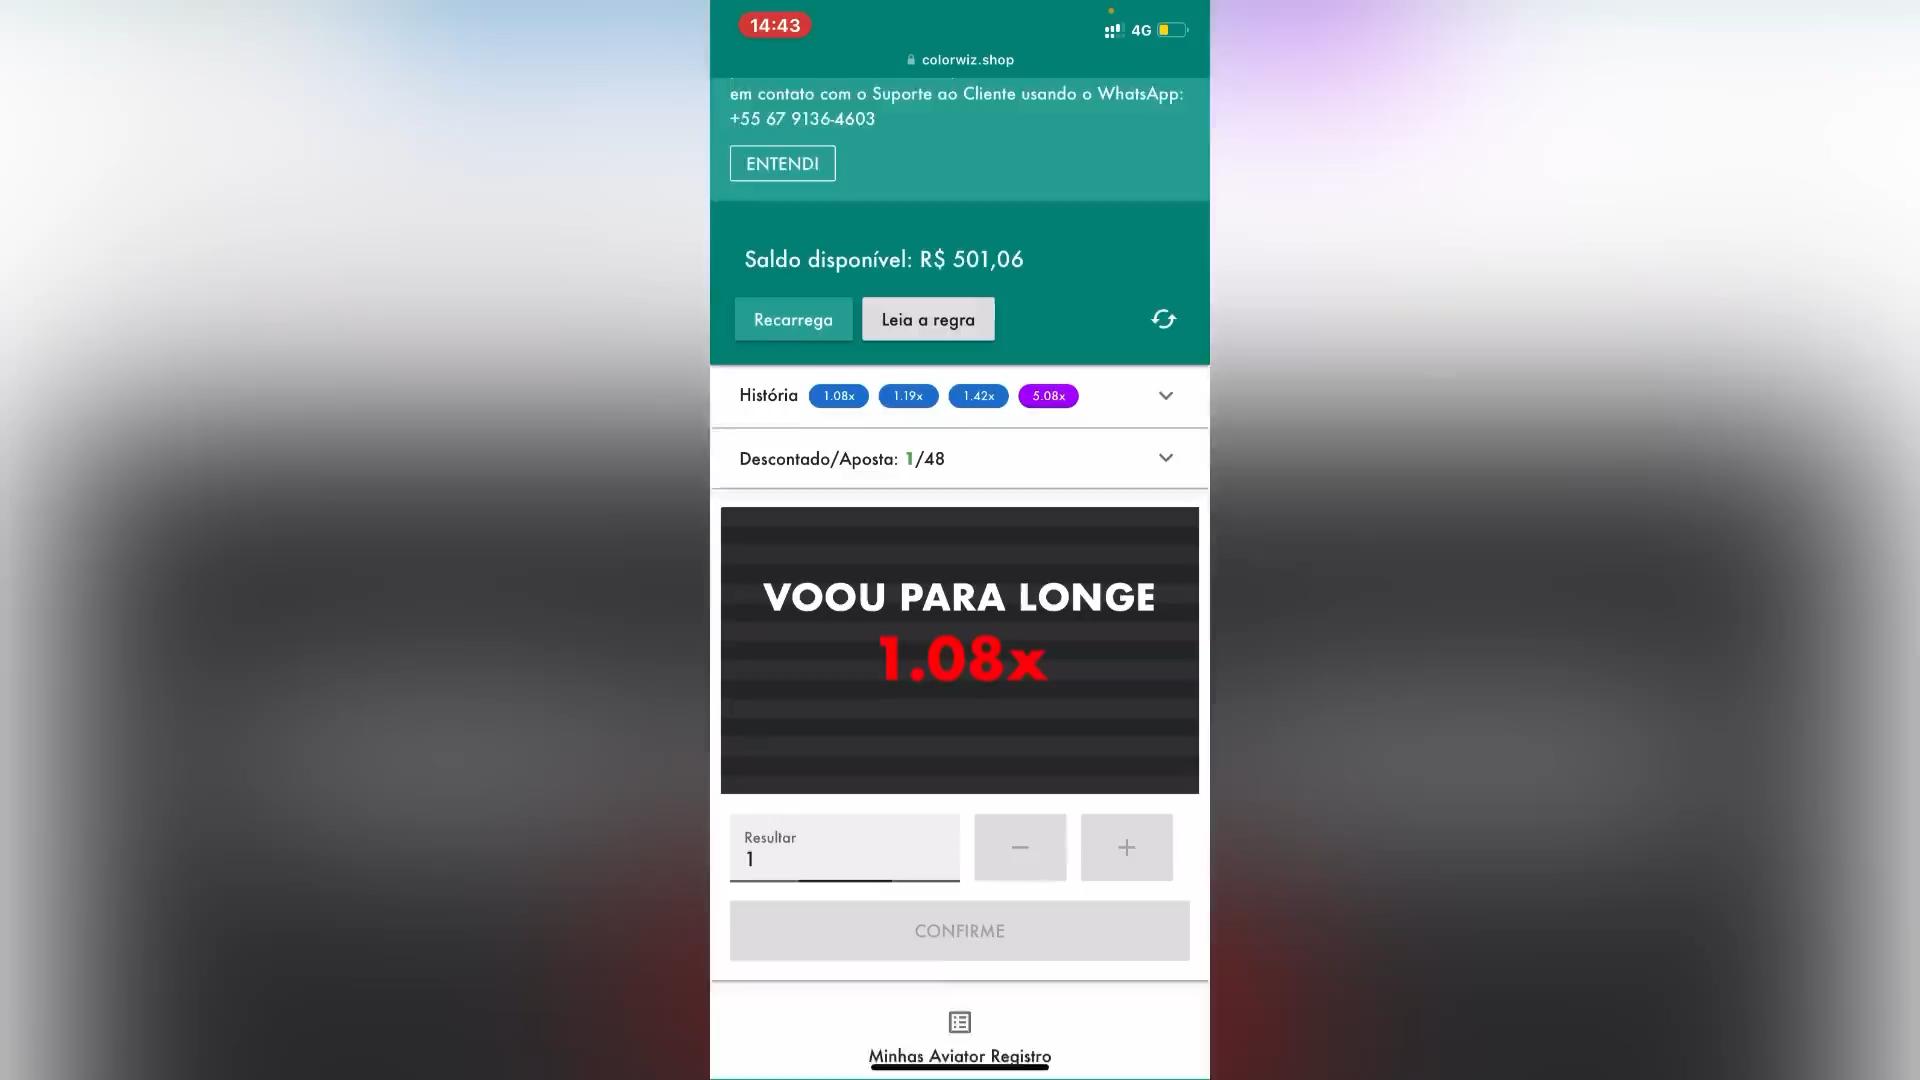 14:43
4G
colorwiz.shop
em contato com o Suporte ao Cliente usando o WhatsApp:
+55 67 9136-4603
ENTENDI
Saldo disponível: R$ 501,06
Recarrega
Leia a regra
História 1.08x 1.19x 1.42x 5.08x
Descontado/Aposta: 1/48
VOOU PARA LONGE
1.08x
Resultar
1
CONFIRME
Minhas Aviator Registro